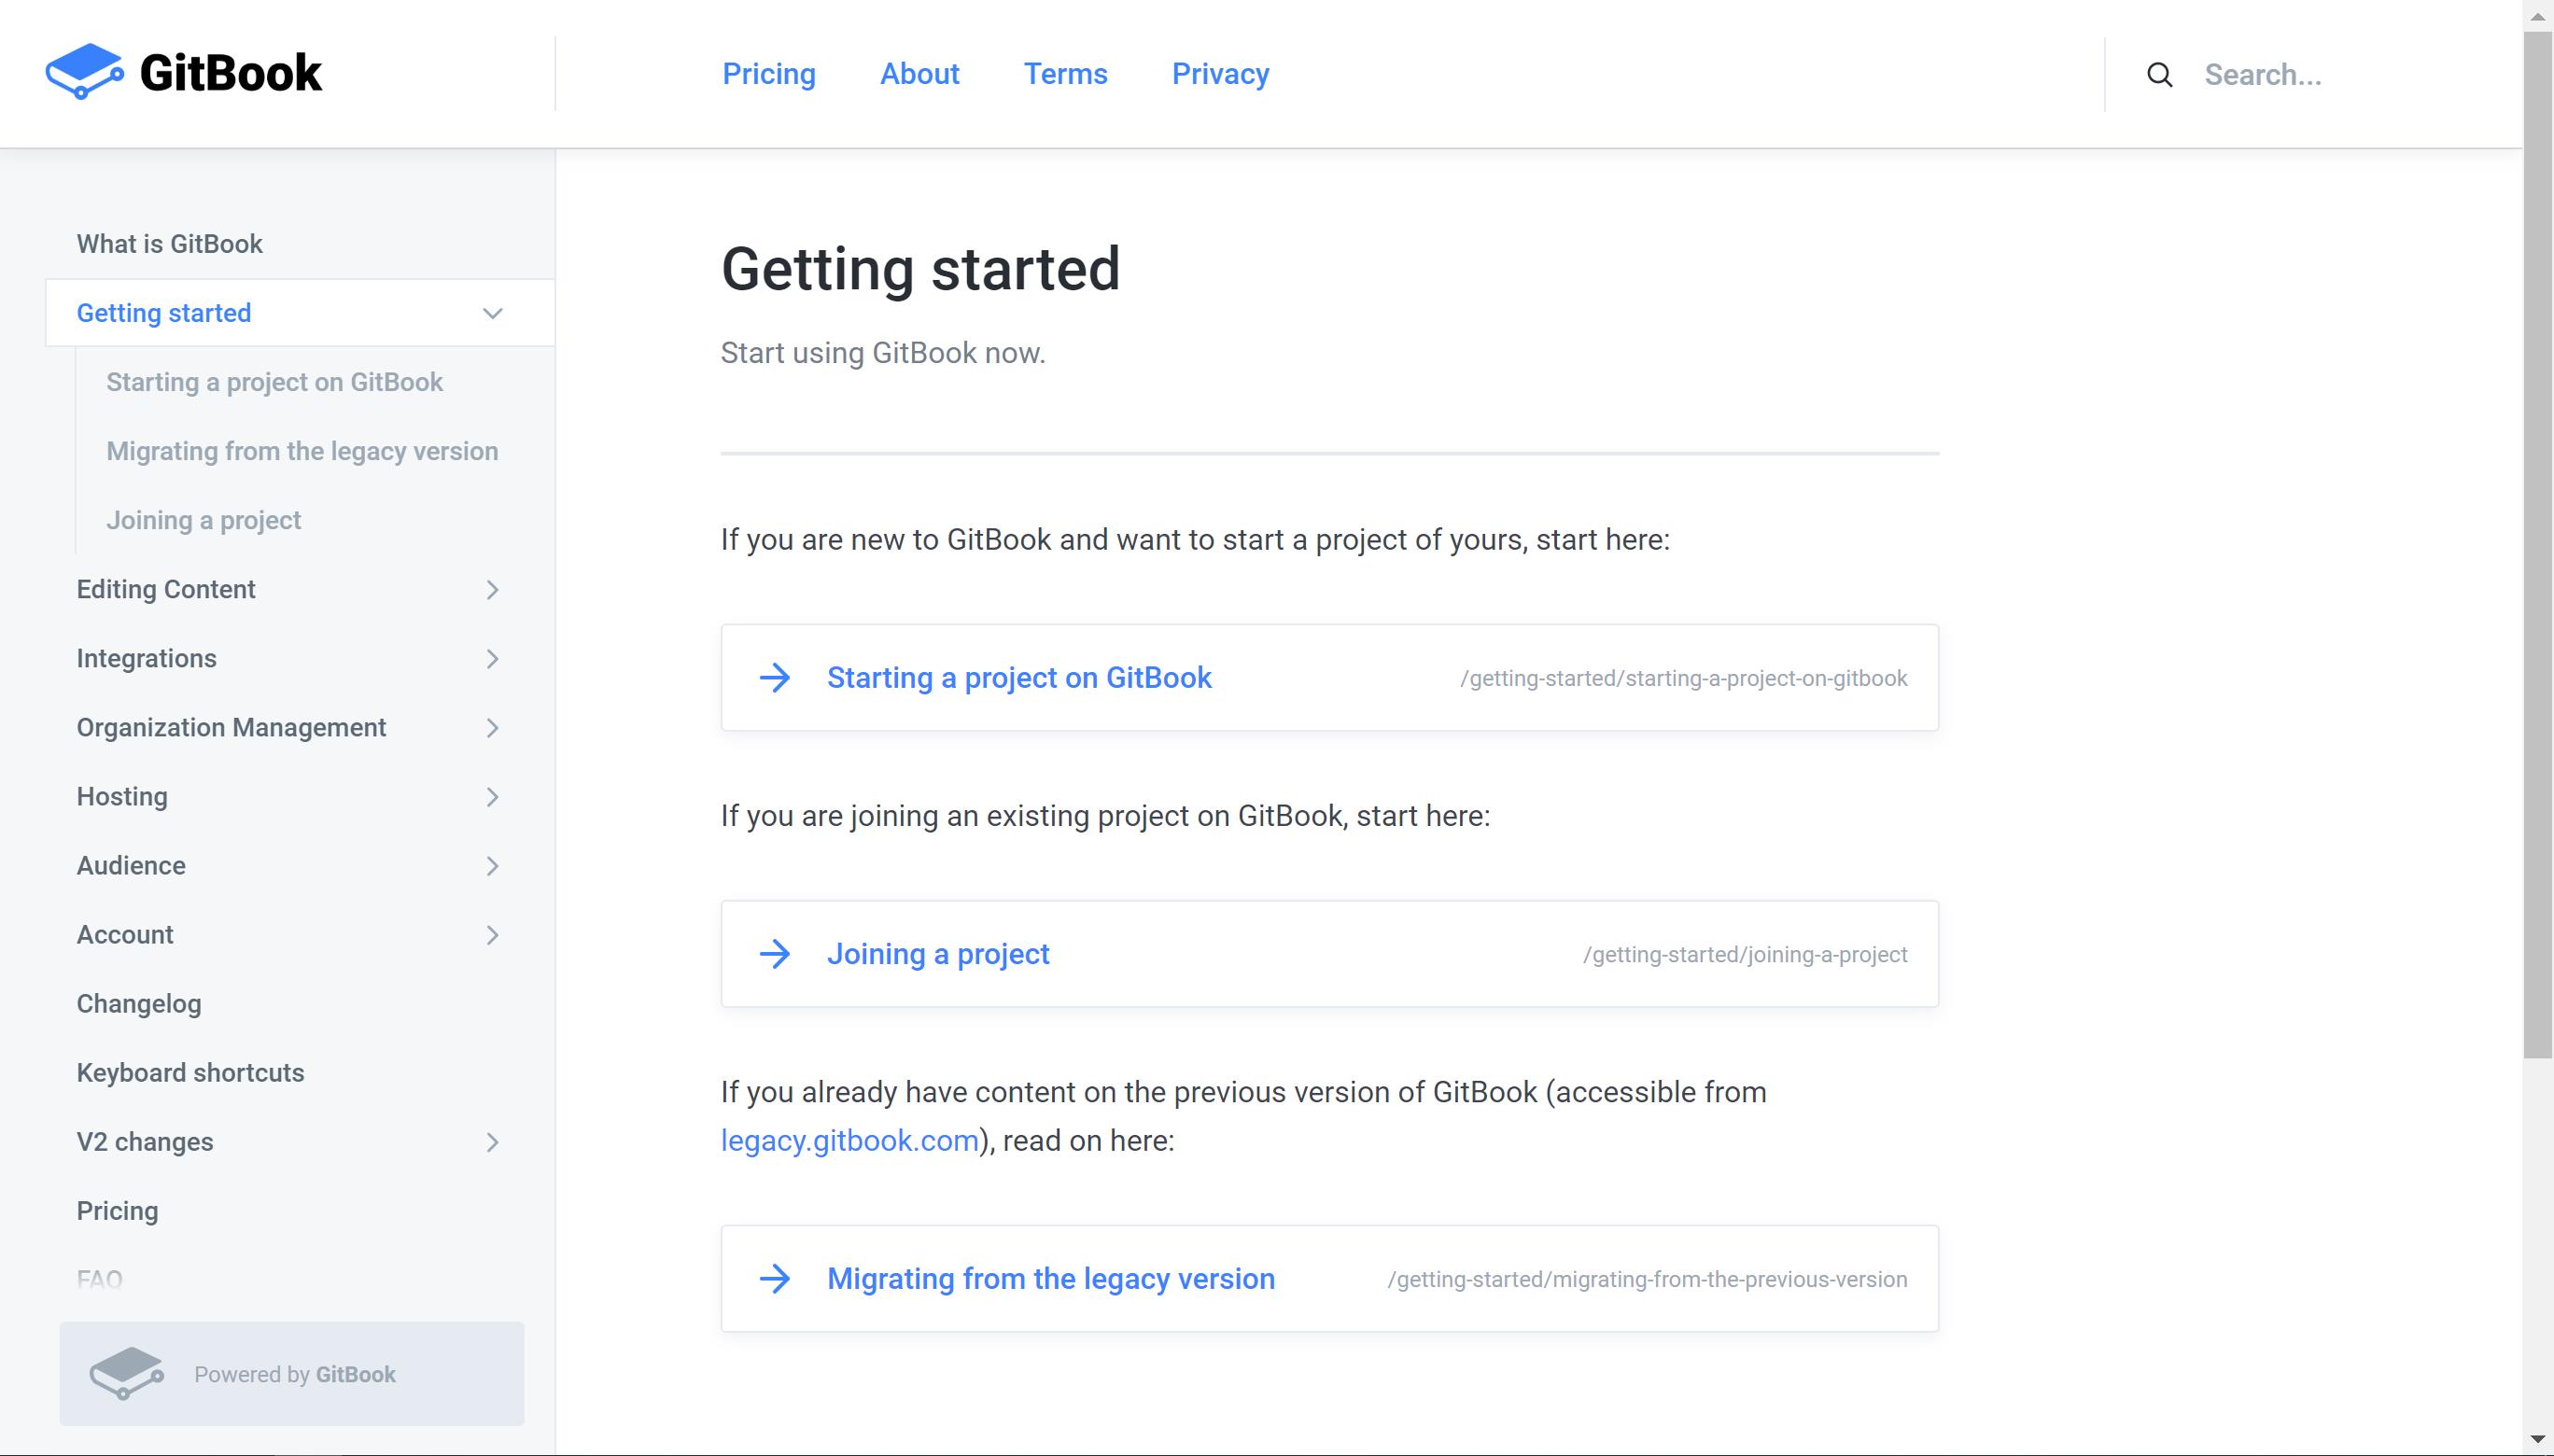 GitBook
Pricing
About
Terms
Privacy
Search...
What is GitBook
Getting started
Starting a project on GitBook
Migrating from the legacy version
Joining a project
Editing Content
Integrations
Organization Management
Hosting
Audience
Account
Changelog
Keyboard shortcuts
V2 changes
Pricing
FAQ
Powered by GitBook
Getting started
Start using GitBook now.
If you are new to GitBook and want to start a project of yours, start here:
Starting a project on GitBook
/getting-started/starting-a-project-on-gitbook
If you are joining an existing project on GitBook, start here:
Joining a project
/getting-started/joining-a-project
If you already have content on the previous version of GitBook (accessible from
legacy.gitbook.com), read on here:
Migrating from the legacy version
/getting-started/migrating-from-the-previous-version